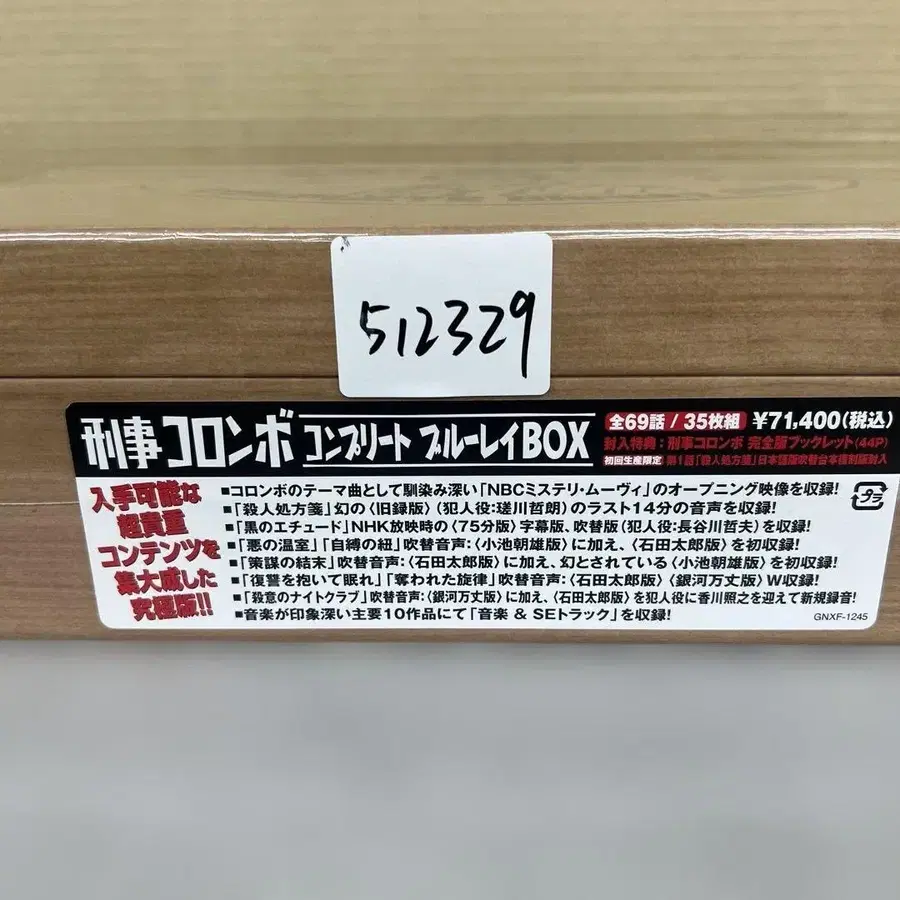 512329
刑事コロンボ コンプリート ブルーレイBOX
全69話 / 35枚組 ¥71,400(税込)
封入特典：刑事コロンボ 完全版ブックレット(44P)
初回生産限定 第1話「殺人処方箋」日本語版吹替台本復刻版封入
入手可能な
超貴重
コンテンツを
集大成した
究極版!!
■コロンボのテーマ曲として馴染み深い「NBCミステリ・ムーヴィ」のオープニング映像を収録!
■「殺人処方箋」幻の〈旧録版〉(犯人役:瑳川哲朗)のラスト14分の音声を収録!
■「黒のエチュード」NHK放映時の〈75分版〉字幕版、吹替版(犯人役:長谷川哲夫)を収録!
■「悪の温室」「自縛の紐」吹替音声:〈小池朝雄版〉に加え、〈石田太郎版〉を初収録!
■「策謀の結末」吹替音声:〈石田太郎版〉に加え、幻とされている〈小池朝雄版〉を初収録!
■「復讐を抱いて眠れ」「奪われた旋律」吹替音声:〈石田太郎版〉〈銀河万丈版〉W収録!
■「殺意のナイトクラブ」吹替音声:〈銀河万丈版〉に加え、〈石田太郎版〉を犯人役に香川照之を迎えて新規録音!
■音楽が印象深い主要10作品にて「音楽 & SEトラック」を収録!
プラ
GNXF-1245